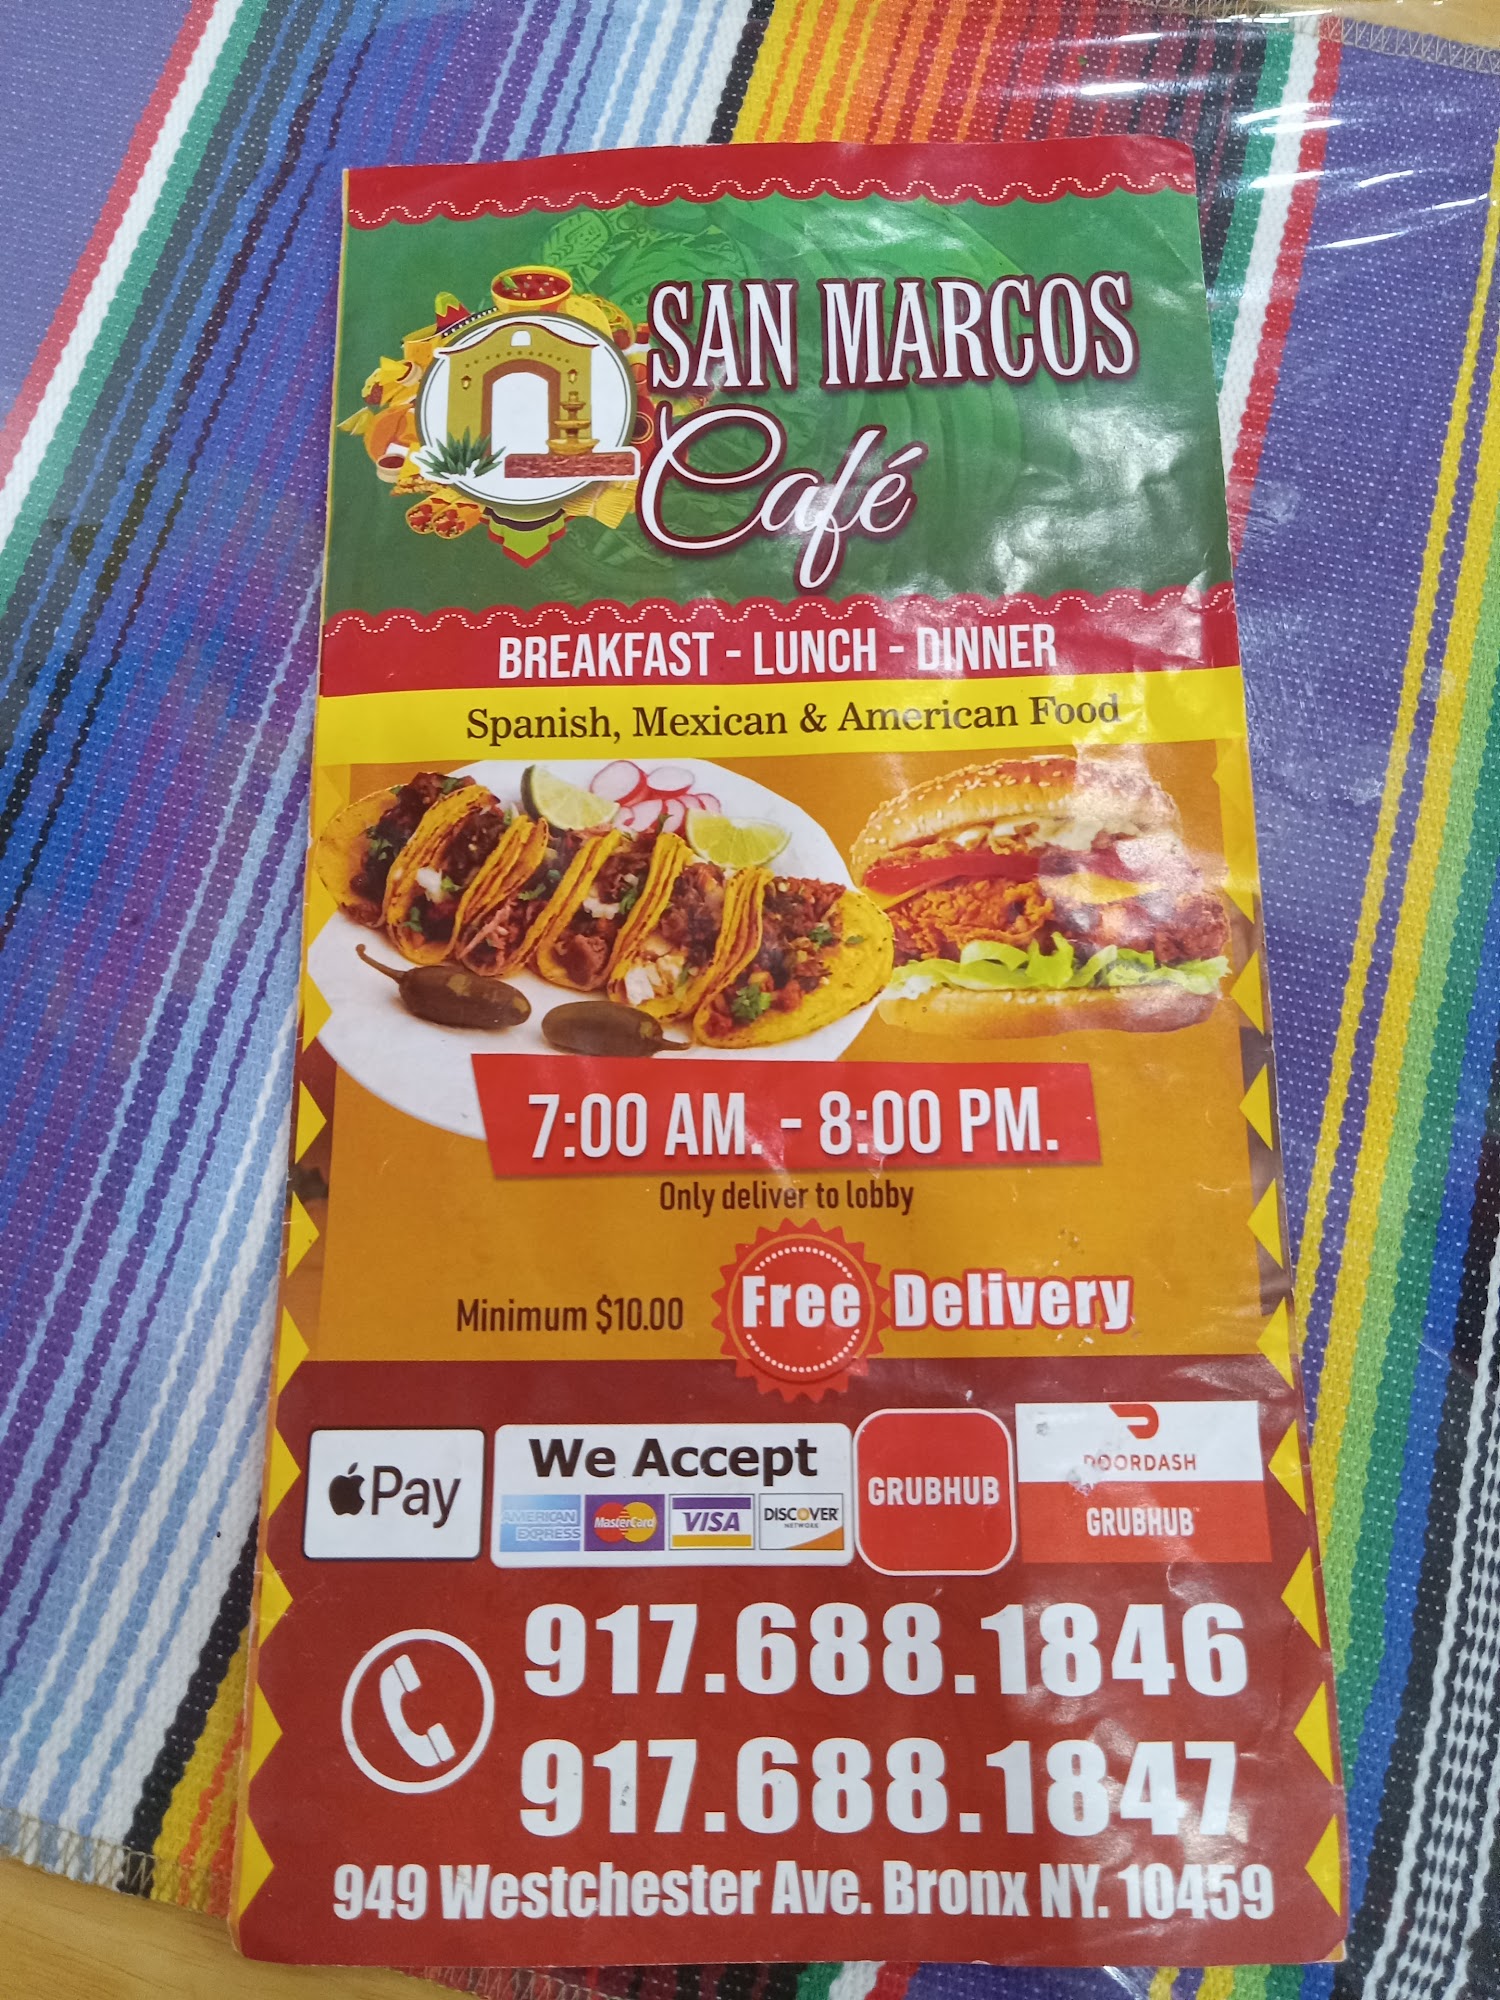 SAN MARCOS
Café
BREAKFAST - LUNCH - DINNER
Spanish, Mexican & American Food
7:00 AM. - 8:00 PM.
Only deliver to lobby
Minimum $10.00
Free Delivery
Pay
We Accept
AMERICAN EXPRESS
MasterCard
VISA
DISCOVER
NETWORK
GRUBHUB
DOORDASH
GRUBHUB
917.688.1846
917.688.1847
949 Westchester Ave. Bronx NY. 10459